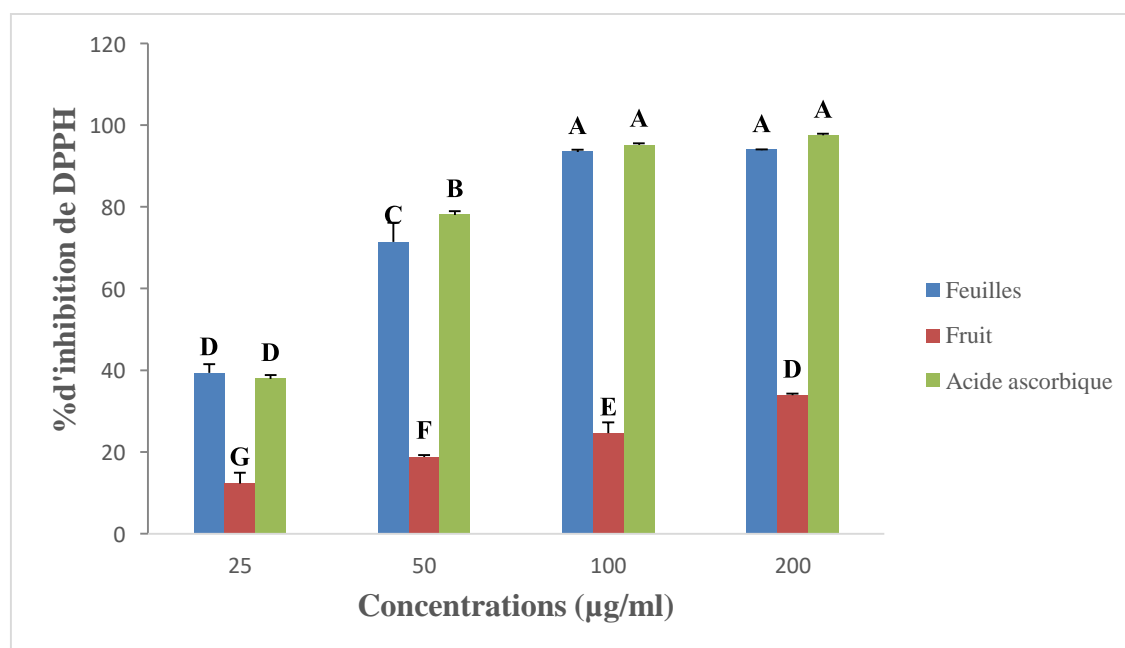 120
100
80
60
40
20
0
%d'inhibition de DPPH
D
G
D
C
F
B
A
E
A
A
D
A
25
50
100
200
Concentrations (µg/ml)
Feuilles
Fruit
Acide ascorbique